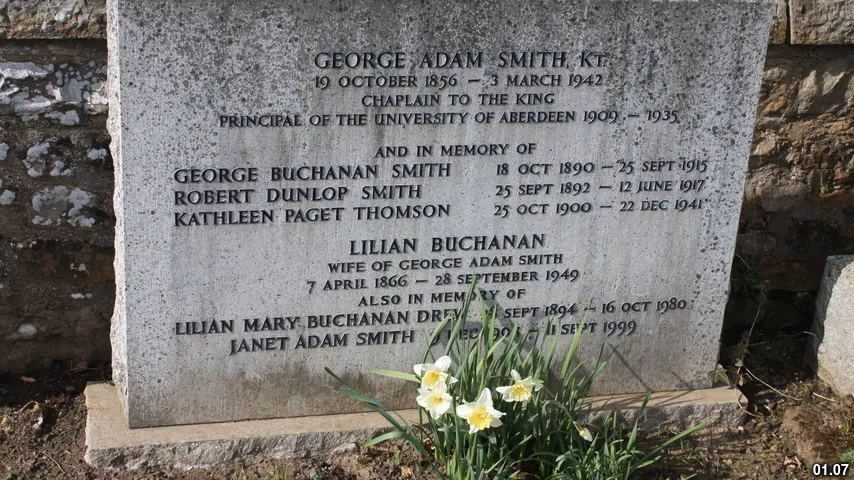 GEORGE ADAM SMITH, KT.
19 OCTOBER 1856 – 3 MARCH 1942
CHAPLAIN TO THE KING
PRINCIPAL OF THE UNIVERSITY OF ABERDEEN 1909 – 1935
AND IN MEMORY OF
GEORGE BUCHANAN SMITH 18 OCT 1890 – 25 SEPT 1915
ROBERT DUNLOP SMITH 25 SEPT 1892 – 12 JUNE 1917
KATHLEEN PAGET THOMSON 25 OCT 1900 – 22 DEC 1941
LILIAN BUCHANAN
WIFE OF GEORGE ADAM SMITH
7 APRIL 1866 – 28 SEPTEMBER 1949
ALSO IN MEMORY OF
LILIAN MARY BUCHANAN SEPT 1894 – 16 OCT 1980
JANET ADAM SMITH – 11 SEPT 1999
01.07